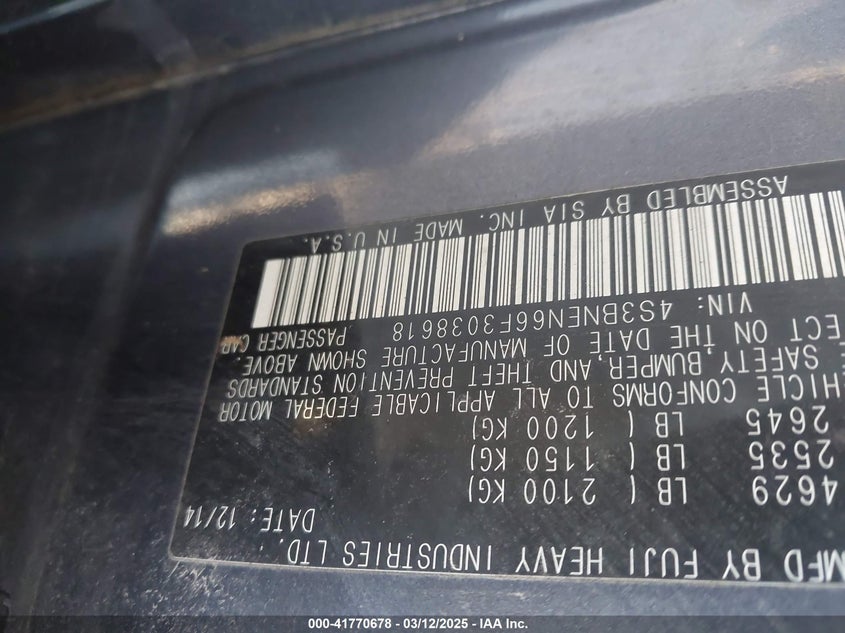 MFD BY FUJI HEAVY INDUSTRIES LTD.
DATE: 12/14
4629 LB ( 2100 KG)
2535 LB ( 1150 KG)
2645 LB ( 1200 KG)
HICLE CONFORMS TO ALL APPLICABLE FEDERAL MOTOR
E SAFETY, BUMPER, AND THEFT PREVENTION STANDARDS
ECT ON THE DATE OF MANUFACTURE SHOWN ABOVE.
VIN: 4S3BNEN66F3038618 PASSENGER CAR
ASSEMBLED BY SIA INC. MADE IN U.S.A.
000-41770678 - 03/12/2025 - IAA Inc.